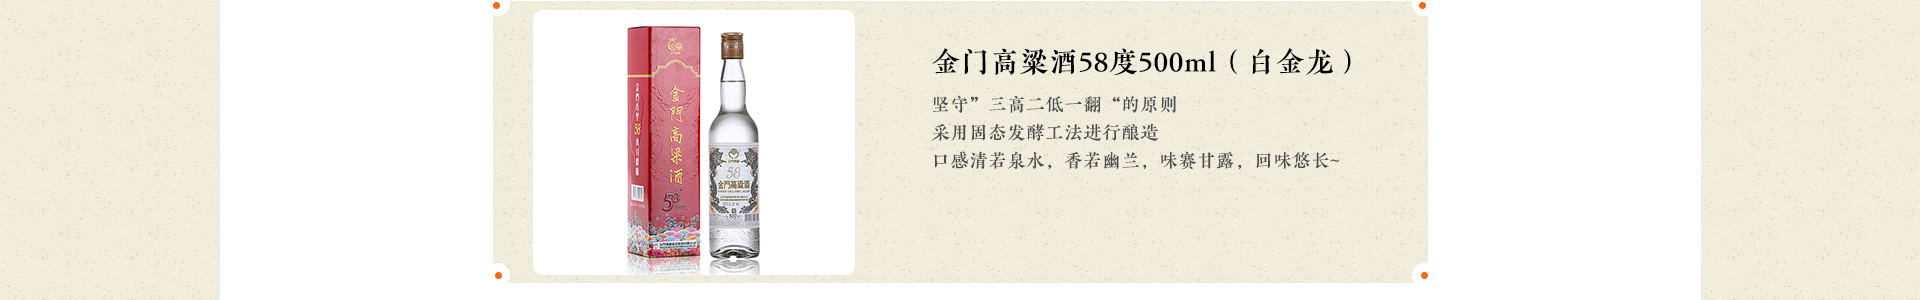 金门高粱酒58度500ml（白金龙）
坚守”三高二低一翻“的原则
采用固态发酵工法进行酿造
口感清若泉水，香若幽兰，味赛甘露，回味悠长~
金門高梁酒
58
58
金門高粱酒
58